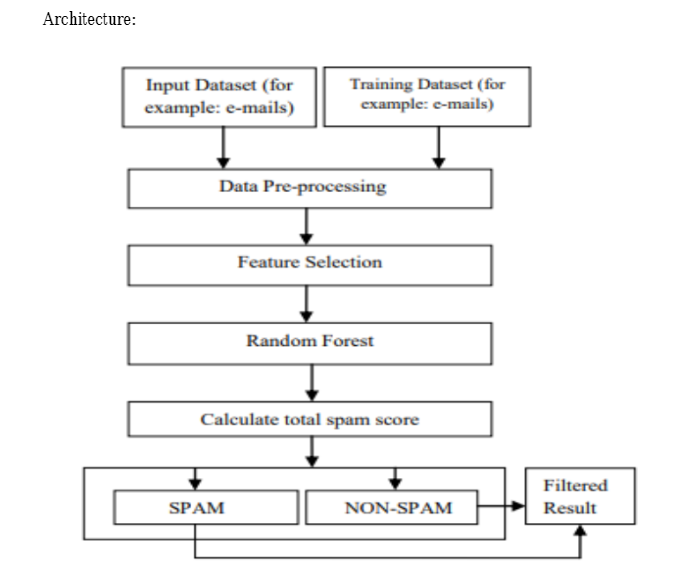 Architecture:
Input Dataset (for
example: e-mails)
Training Dataset (for
example: e-mails)
Data Pre-processing
Feature Selection
Random Forest
Calculate total spam score
SPAM
NON-SPAM
Filtered
Result